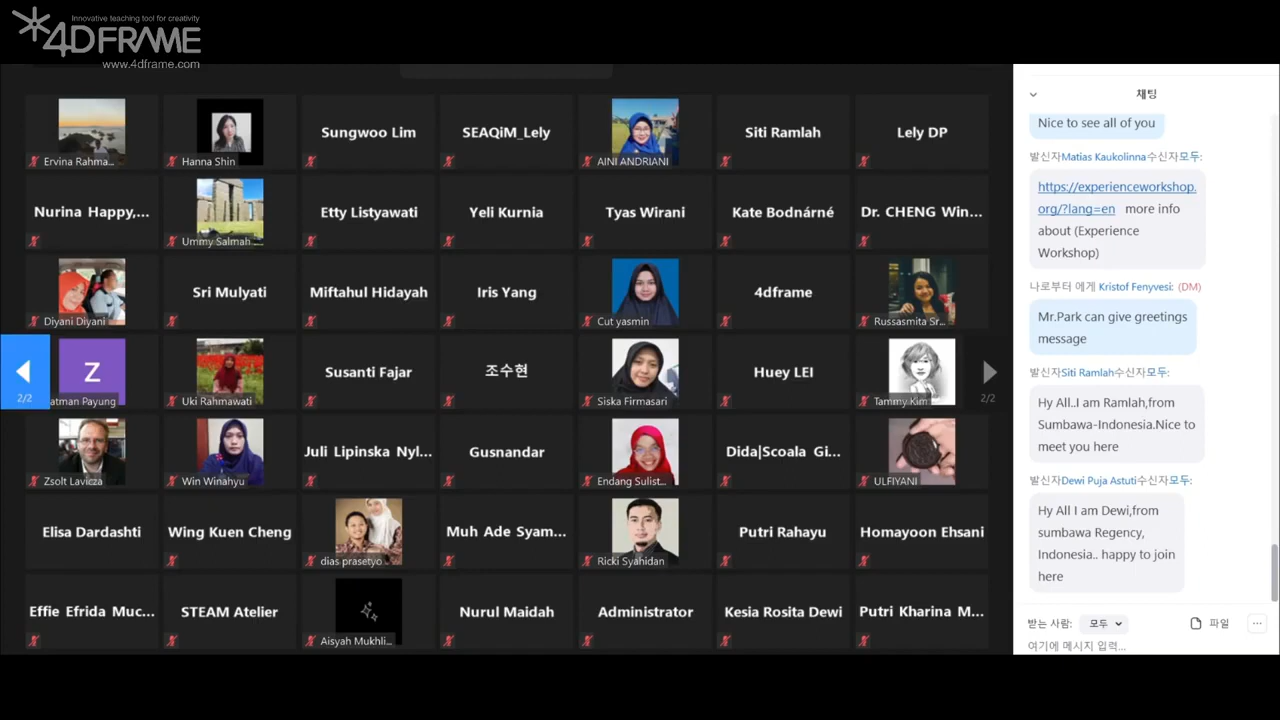 Innovative teaching tool for creativity
4DFRAME
www.4dframe.com
Ervina Rahma...
Hanna Shin
Sungwoo Lim
SEAQiM_Lely
AINI ANDRIANI
Siti Ramlah
Lely DP
Nurina Happy,...
Ummy Salmah ...
Etty Listyawati
Yeli Kurnia
Tyas Wirani
Kate Bodnárné
Dr. CHENG Win...
Diyani Diyani
Sri Mulyati
Miftahul Hidayah
Iris Yang
Cut yasmin
4dframe
Russasmita Sr...
2/2
Z
atman Payung
Uki Rahmawati
Susanti Fajar
조수현
Siska Firmasari
Huey LEI
Tammy Kim
2/2
Zsolt Lavicza
Win Winahyu
Juli Lipinska Nyl...
Gusnandar
Endang Sulist...
Dida|Scoala Gi...
ULFIYANI
Elisa Dardashti
Wing Kuen Cheng
dias prasetyo
Muh Ade Syam...
Ricki Syahidan
Putri Rahayu
Homayoon Ehsani
Effie Efrida Muc...
STEAM Atelier
Aisyah Mukhli...
Nurul Maidah
Administrator
Kesia Rosita Dewi
Putri Kharina M...
채팅
Nice to see all of you
발신자Matias Kaukolinna수신자모두:
https://experienceworkshop.
org/?lang=en more info
about (Experience
Workshop)
나로부터 에게 Kristof Fenyvesi: (DM)
Mr.Park can give greetings
message
발신자Siti Ramlah수신자모두:
Hy All..I am Ramlah,from
Sumbawa-Indonesia.Nice to
meet you here
발신자Dewi Puja Astuti수신자모두:
Hy All I am Dewi,from
sumbawa Regency,
Indonesia.. happy to join
here
받는 사람: 모두 파일 ...
여기에 메시지 입력...